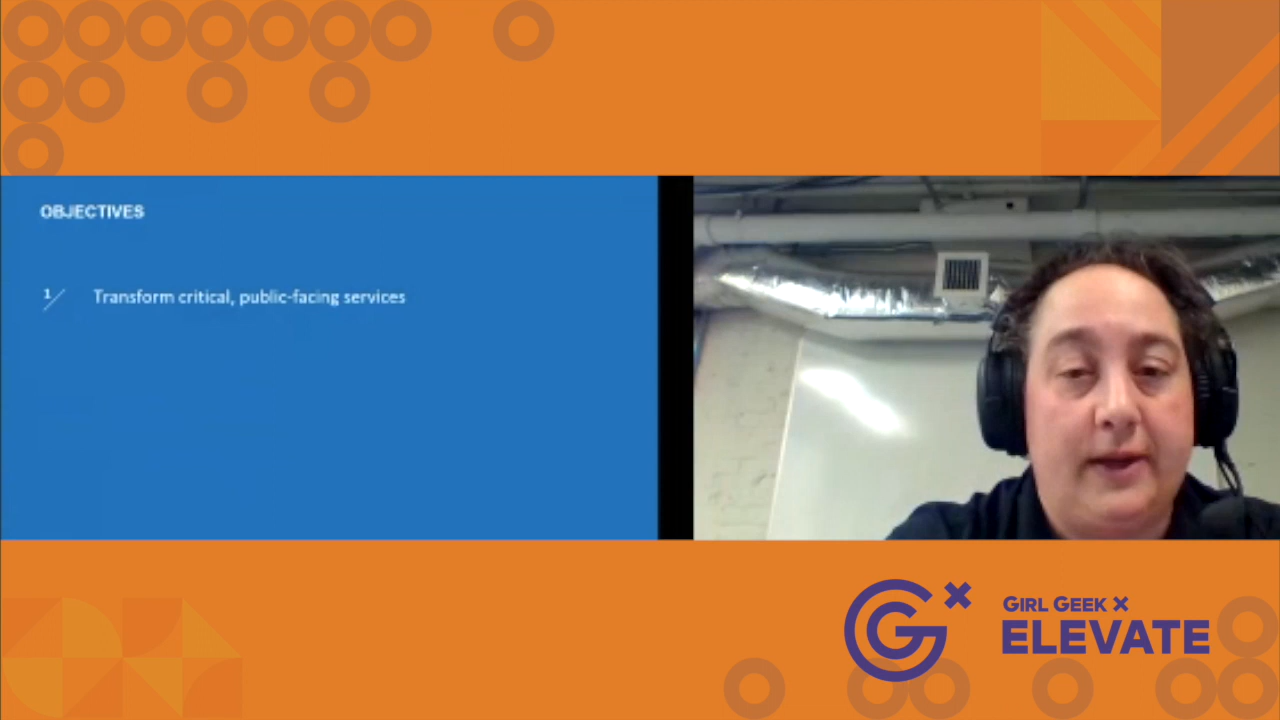 OBJECTIVES
1/ Transform critical, public-facing services
GIRL GEEK X
ELEVATE